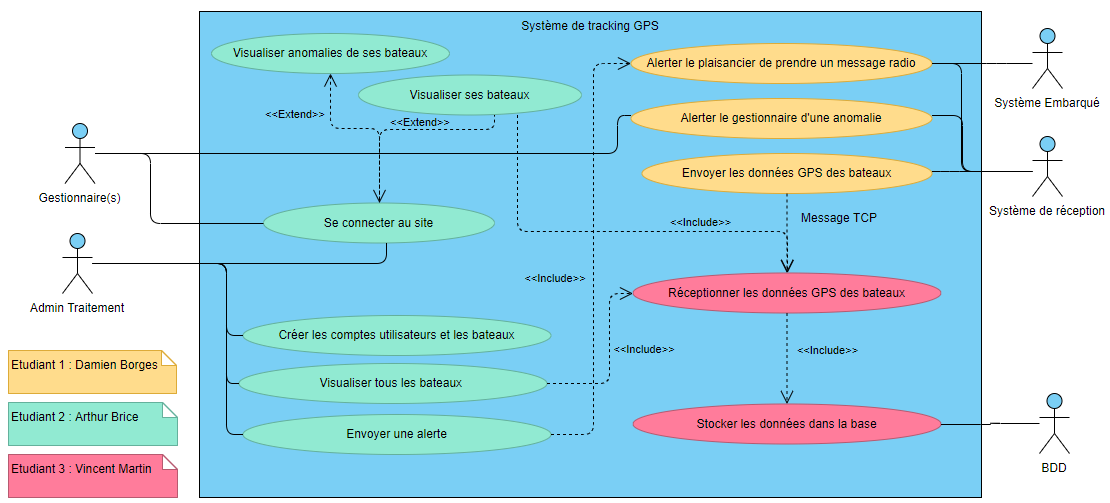 Système de tracking GPS
Visualiser anomalies de ses bateaux
Alerter le plaisancier de prendre un message radio
Système Embarqué
Visualiser ses bateaux
<<Extend>>
<<Extend>>
Alerter le gestionnaire d'une anomalie
Gestionnaire(s)
Envoyer les données GPS des bateaux
Système de réception
Se connecter au site
<<Include>>
Message TCP
Admin Traitement
<<Include>>
Réceptionner les données GPS des bateaux
Créer les comptes utilisateurs et les bateaux
<<Include>>
<<Include>>
Etudiant 1 : Damien Borges
Visualiser tous les bateaux
Etudiant 2 : Arthur Brice
Envoyer une alerte
Stocker les données dans la base
Etudiant 3 : Vincent Martin
BDD